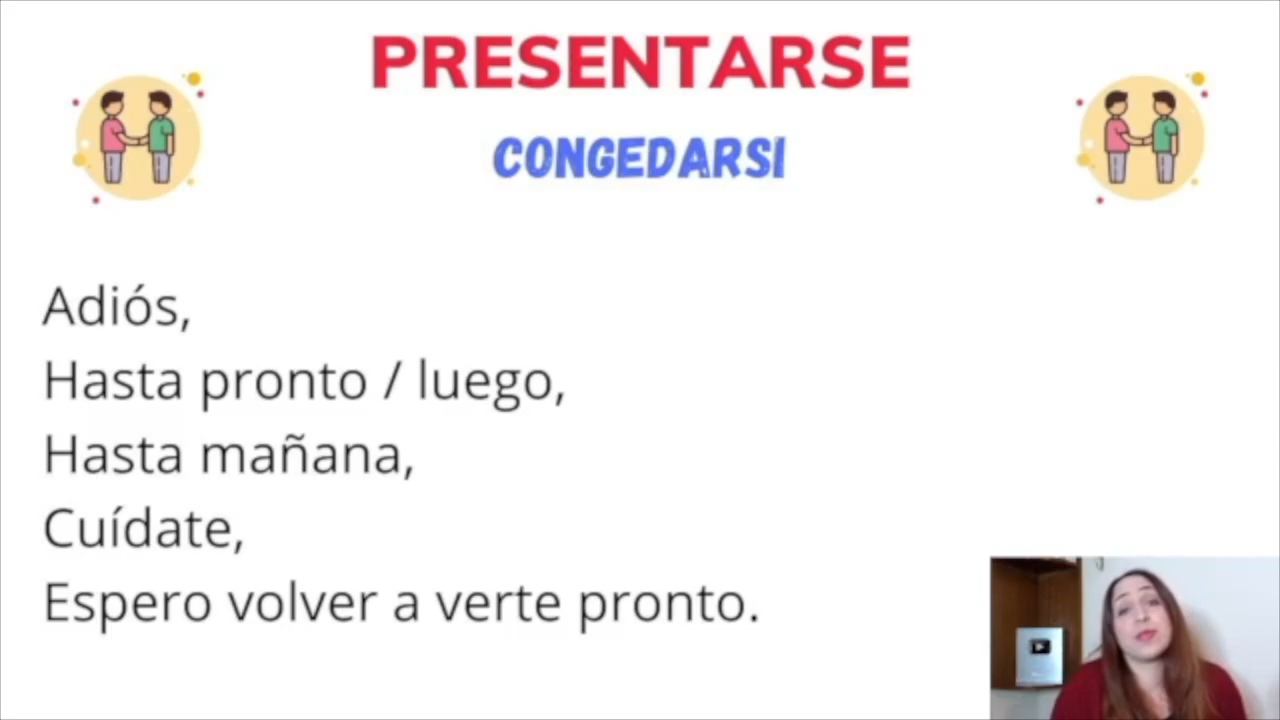 PRESENTARSE
CONGEDARSI
Adiós,
Hasta pronto / luego,
Hasta mañana,
Cuídate,
Espero volver a verte pronto.